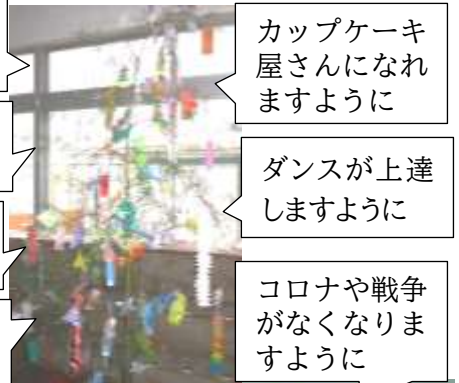 カップケーキ
屋さんになれ
ますように
ダンスが上達
しますように
コロナや戦争
がなくなりま
すように